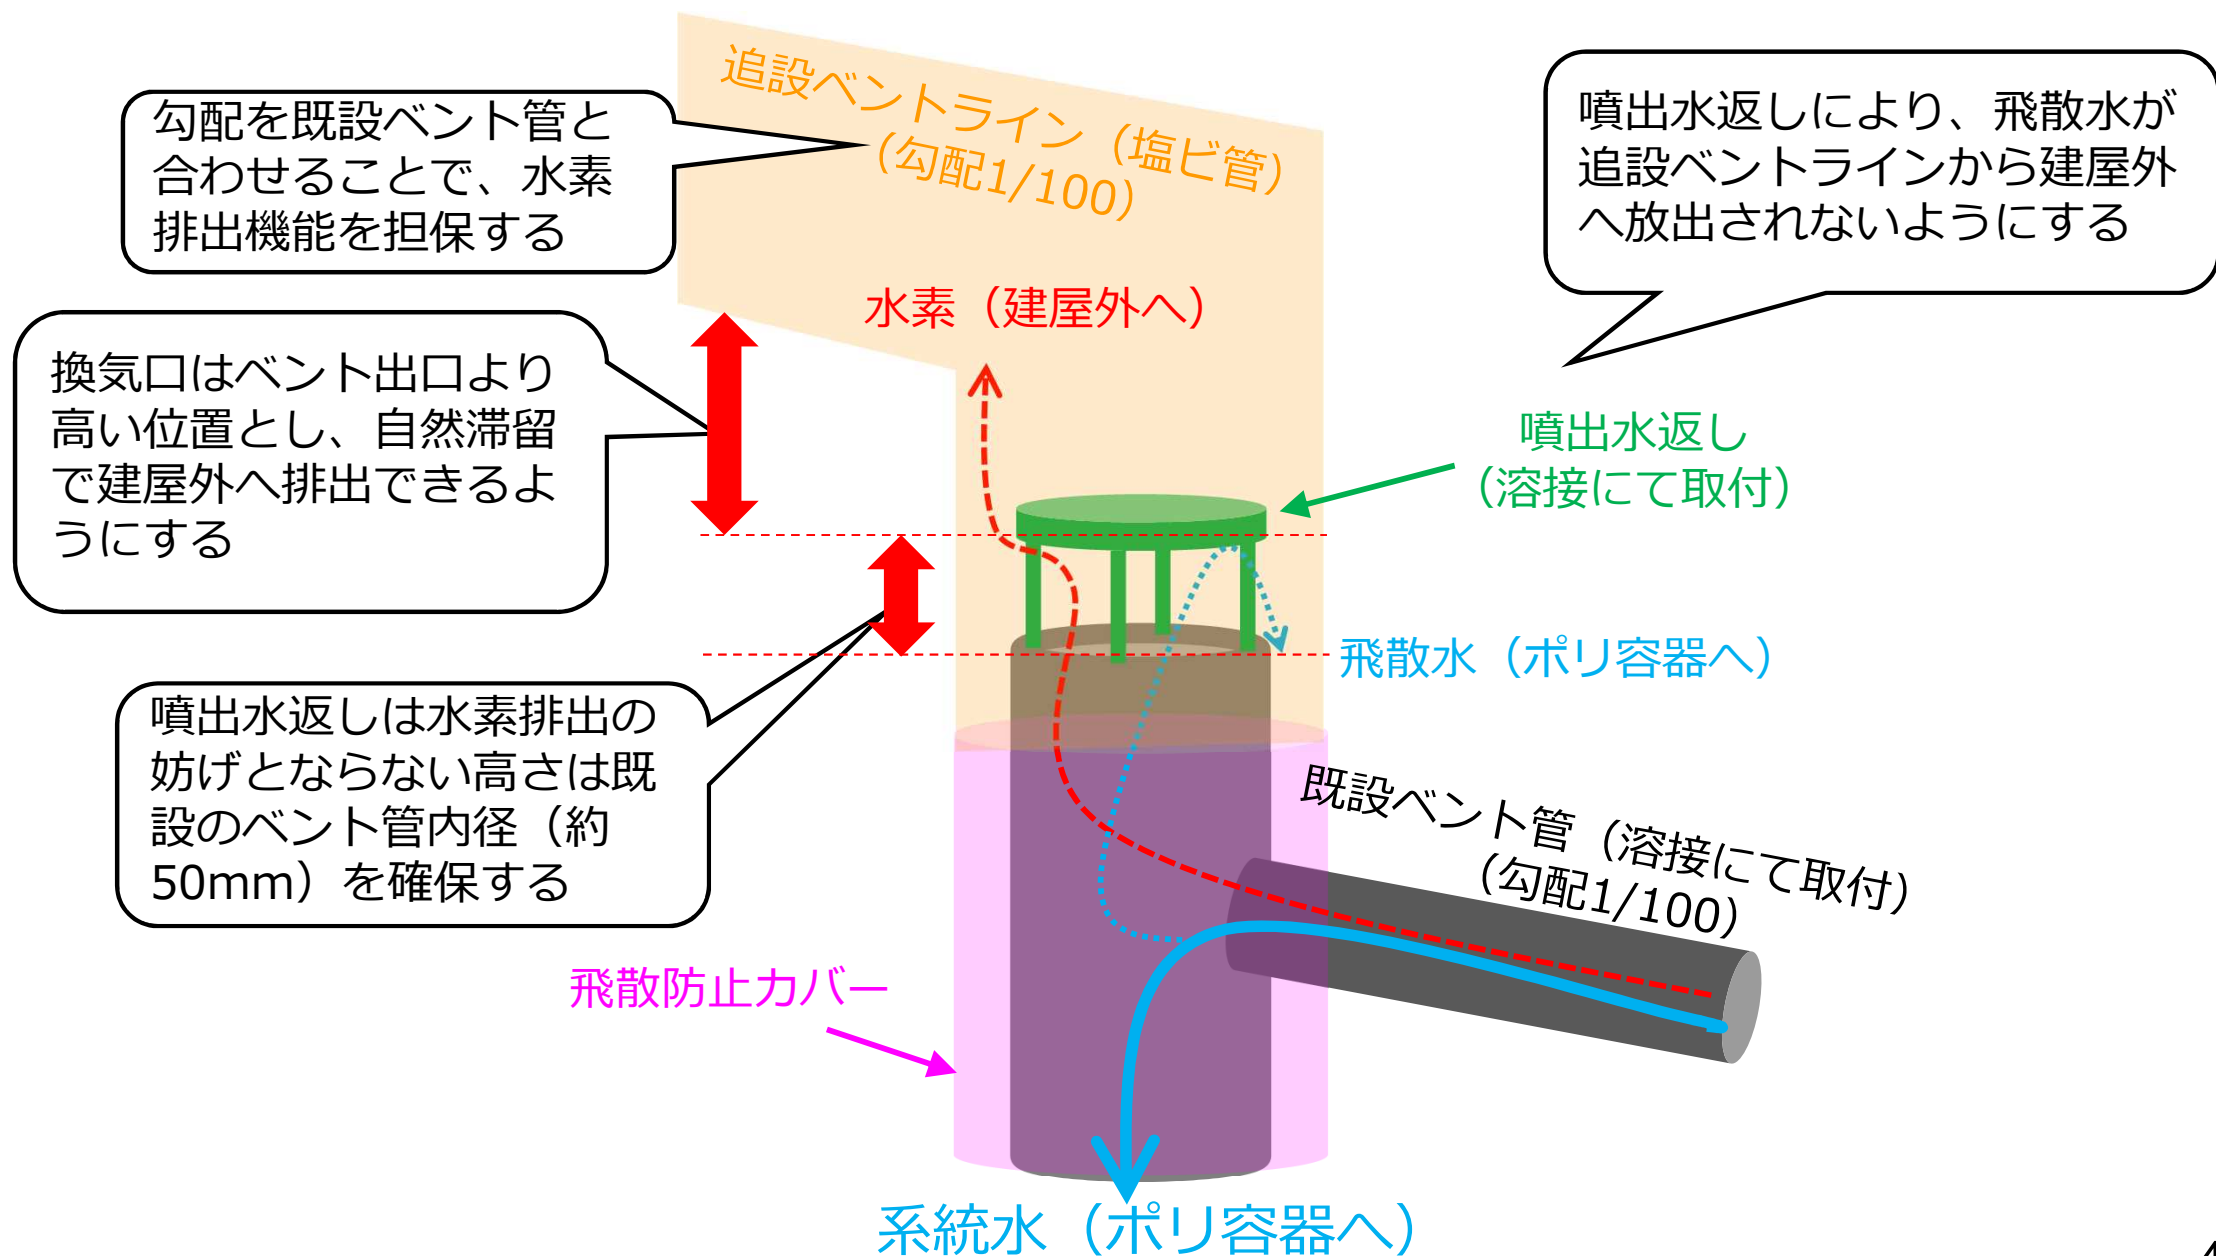 追設ベントライン（塩ビ管）
（勾配1/100）
勾配を既設ベント管と
合わせることで、水素
排出機能を担保する
噴出水返しにより、飛散水が
追設ベントラインから建屋外
へ放出されないようにする
水素（建屋外へ）
換気口はベント出口より
高い位置とし、自然滞留
で建屋外へ排出できるよ
うにする
噴出水返し
（溶接にて取付）
飛散水（ポリ容器へ）
噴出水返しは水素排出の
妨げとならない高さは既
設のベント管内径（約
50mm）を確保する
既設ベント管（溶接にて取付）
（勾配1/100）
飛散防止カバー
系統水（ポリ容器へ）